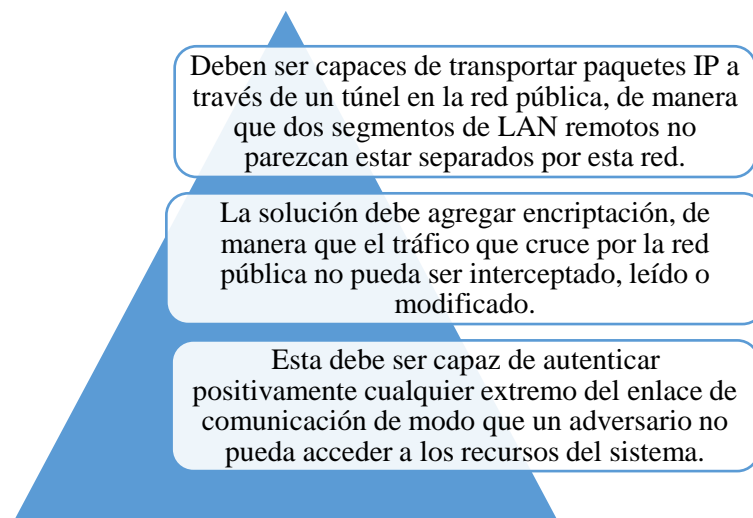 Deben ser capaces de transportar paquetes IP a
través de un túnel en la red pública, de manera
que dos segmentos de LAN remotos no
parezcan estar separados por esta red.
La solución debe agregar encriptación, de
manera que el tráfico que cruce por la red
pública no pueda ser interceptado, leído o
modificado.
Esta debe ser capaz de autenticar
positivamente cualquier extremo del enlace de
comunicación de modo que un adversario no
pueda acceder a los recursos del sistema.